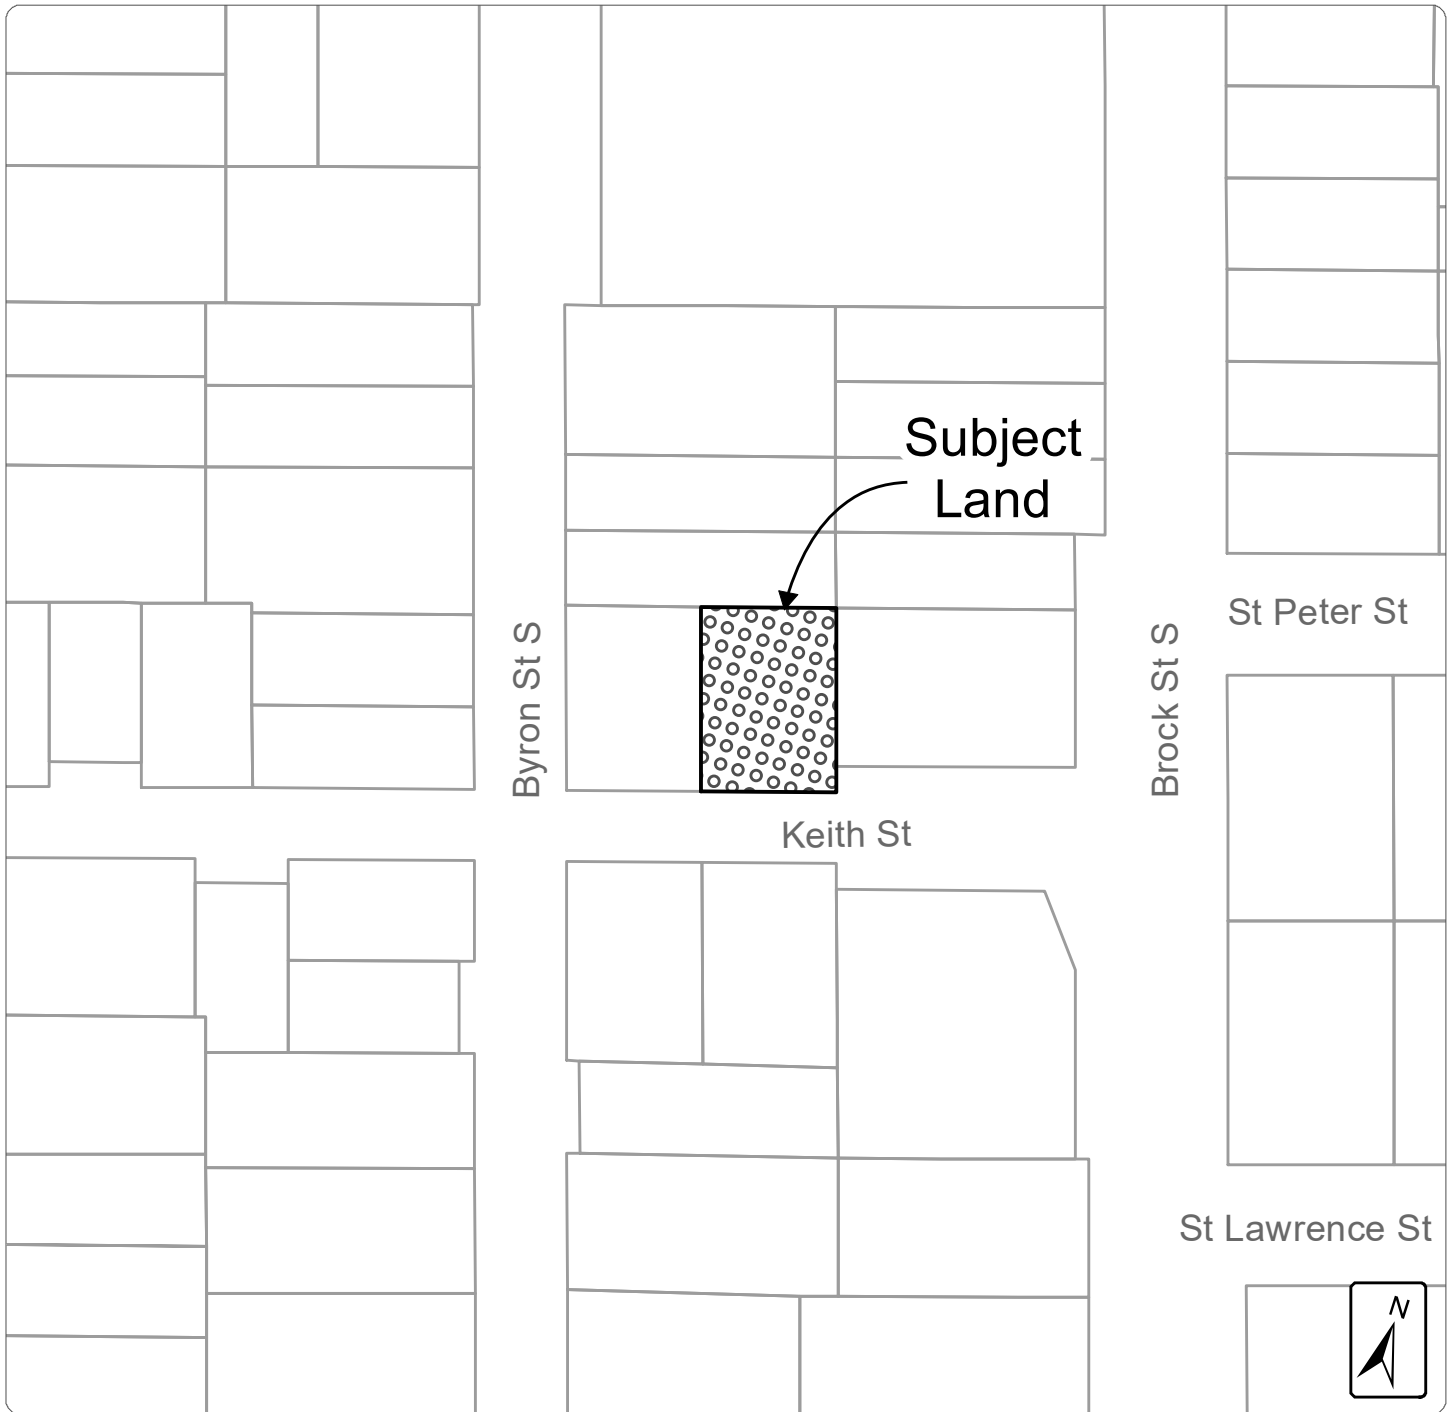 Subject
Land
St Peter St
Byron St S
Brock St S
Keith St
St Lawrence St
N